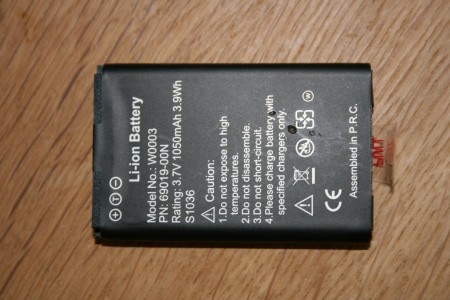 Li-ion Battery
Model No.: W0003
PN: 69019-00N
Rating: 3.7V 1050mAh 3.9Wh
S1036
Caution:
1.Do not expose to high
temperatures.
2.Do not disassemble.
3.Do not short-circuit.
4.Please charge battery with
specified chargers only.
CE
Assembled in P.R.C.